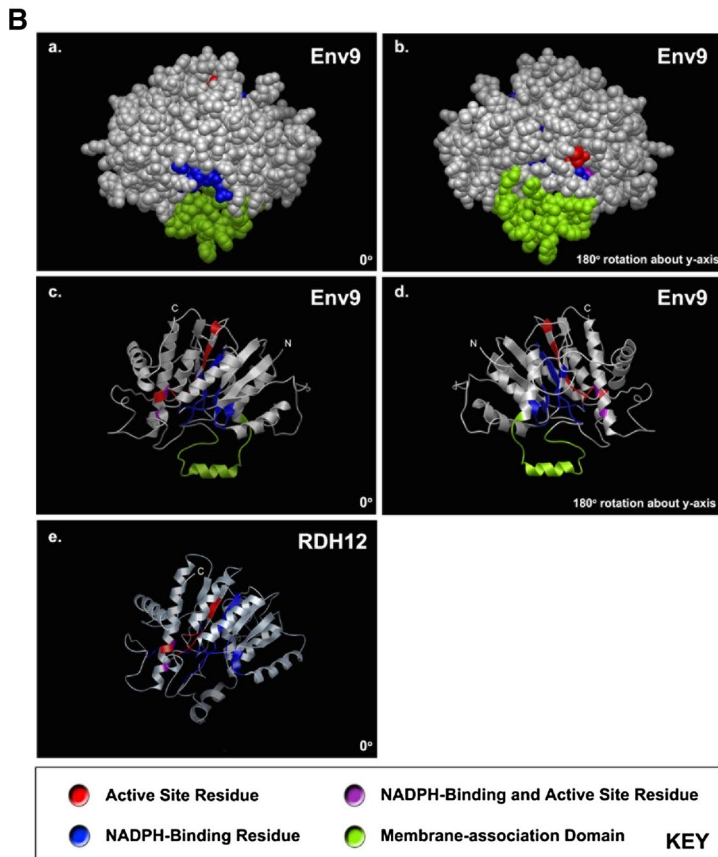 B
a.
Env9
0°
b.
Env9
180° rotation about y-axis
c.
Env9
C
N
0°
d.
Env9
N
C
180° rotation about y-axis
e.
RDH12
C
0°
Active Site Residue
NADPH-Binding and Active Site Residue
NADPH-Binding Residue
Membrane-association Domain
KEY